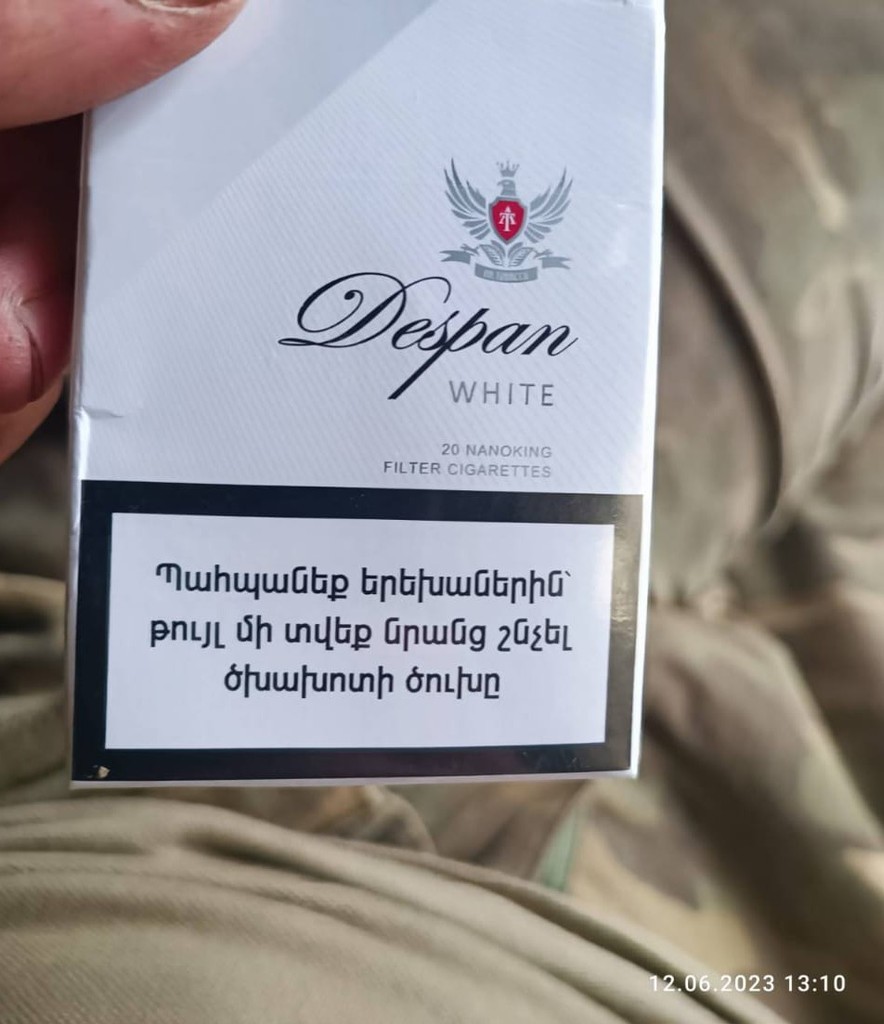 Despan
WHITE
20 NANOKING
FILTER CIGARETTES
Պահպանեք երեխաներին՝
թույլ մի տվեք նրանց շնչել
ծխախոտի ծուխը
12.06.2023 13:10